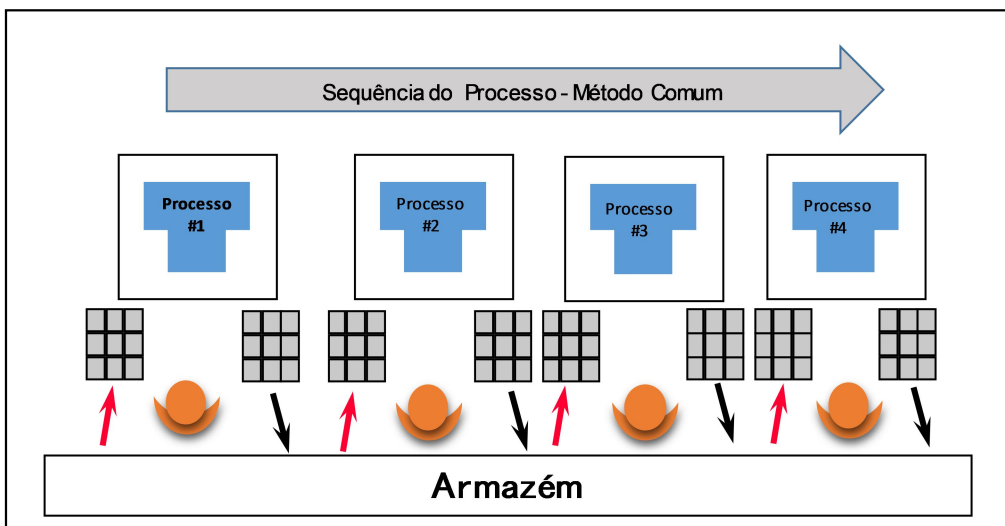 Sequência do Processo - Método Comum
Processo
#1
Processo
#2
Processo
#3
Processo
#4
Armazém